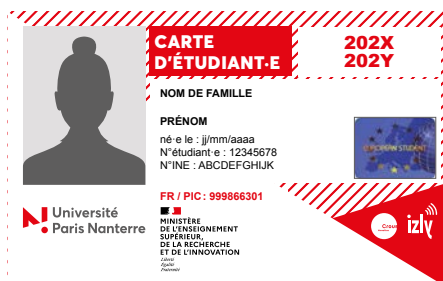 CARTE
D'ÉTUDIANT·E
202X
202Y
NOM DE FAMILLE
PRÉNOM
né·e le : jj/mm/aaaa
N°étudiant·e : 12345678
N°INE : ABCDEFGHIJK
EUROPEAN STUDENT
FR / PIC : 999866301
Université
Paris Nanterre
MINISTÈRE
DE L'ENSEIGNEMENT
SUPÉRIEUR,
DE LA RECHERCHE
ET DE L'INNOVATION
Liberté
Égalité
Fraternité
Crous
izly